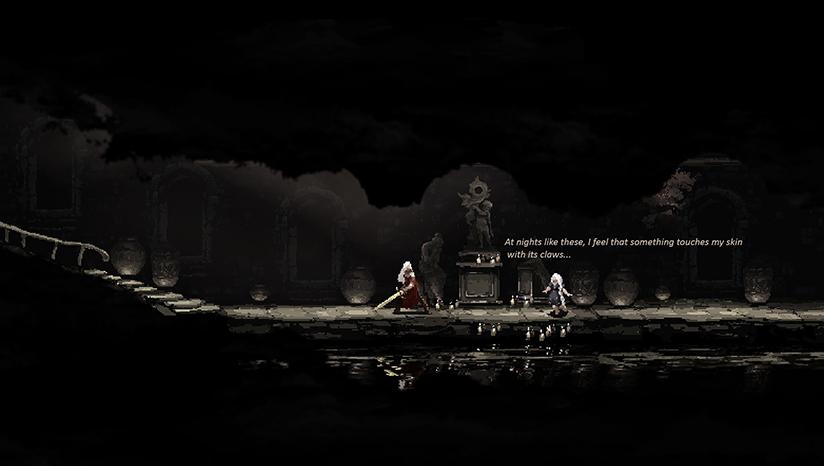 At nights like these, I feel that something touches my skin
with its claws...